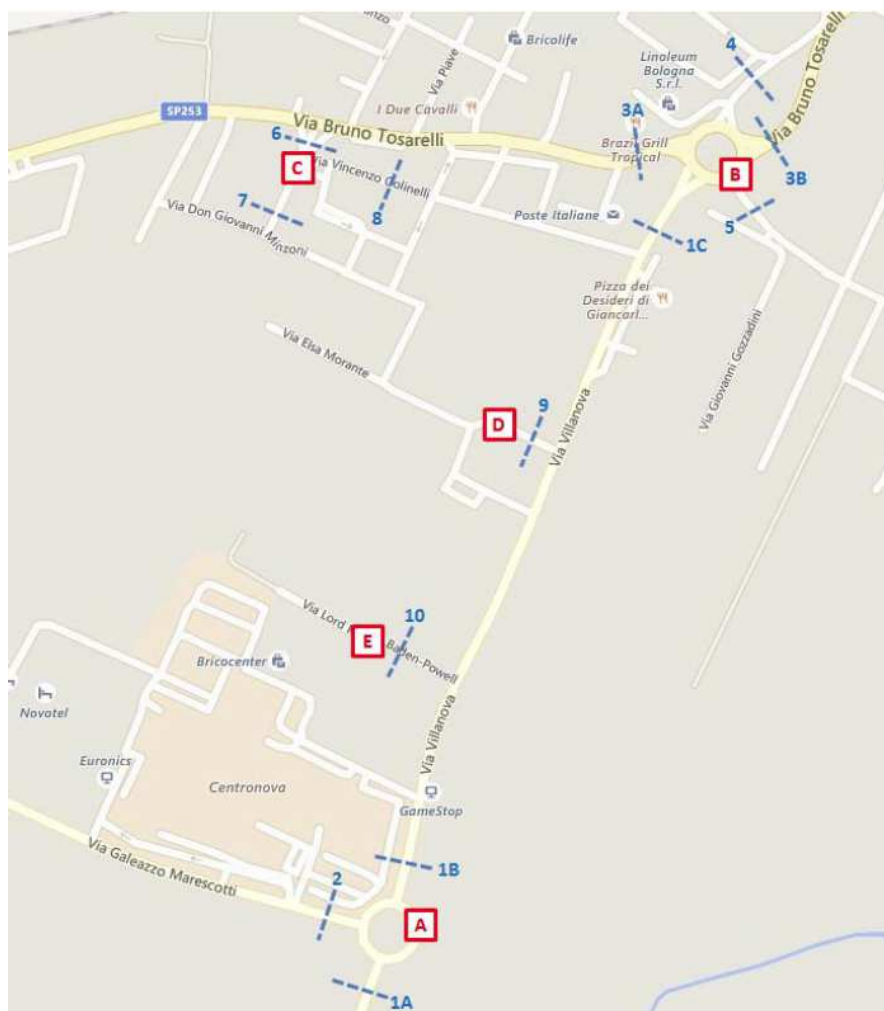 Bricolife
Linoleum
Bologna
S.r.l.
4
Via Bruno Tosarelli
Via Piave
SP253
I Due Cavalli
3A
Via Bruno Tosarelli
Brazil Grill
Tropical
6
C
Via Vincenzo Colinelli
B
3B
7
8
Via Don Giovanni Minzoni
Poste Italiane
5
1C
Pizza dei
Desideri di
Giancarl...
Via Elsa Morante
Via Giovanni Gozzadini
9
D
Via Villanova
10
Via Lord
E
Baden-Powell
Bricocenter
Novotel
Via Villanova
Euronics
Centronova
GameStop
Via Galeazzo Marescotti
1B
2
A
1A